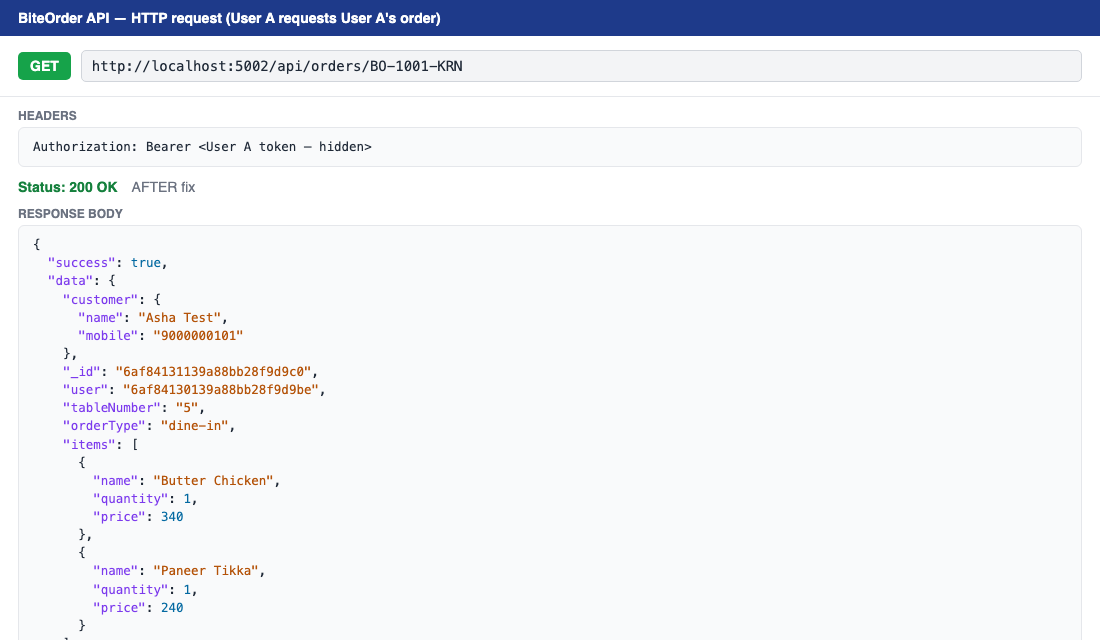 BiteOrder API — HTTP request (User A requests User A's order)
GET http://localhost:5002/api/orders/BO-1001-KRN
HEADERS
Authorization: Bearer <User A token — hidden>
Status: 200 OK AFTER fix
RESPONSE BODY
{
  "success": true,
  "data": {
    "customer": {
      "name": "Asha Test",
      "mobile": "9000000101"
    },
    "_id": "6af84131139a88bb28f9d9c0",
    "user": "6af84130139a88bb28f9d9be",
    "tableNumber": "5",
    "orderType": "dine-in",
    "items": [
      {
        "name": "Butter Chicken",
        "quantity": 1,
        "price": 340
      },
      {
        "name": "Paneer Tikka",
        "quantity": 1,
        "price": 240
      }